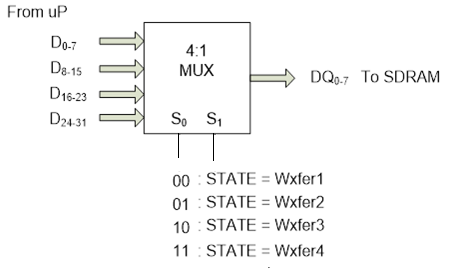 From uP
D0-7
D8-15
D16-23
D24-31
4:1
MUX
S0 S1
DQ0-7 To SDRAM
00 : STATE = Wxfer1
01 : STATE = Wxfer2
10 : STATE = Wxfer3
11 : STATE = Wxfer4